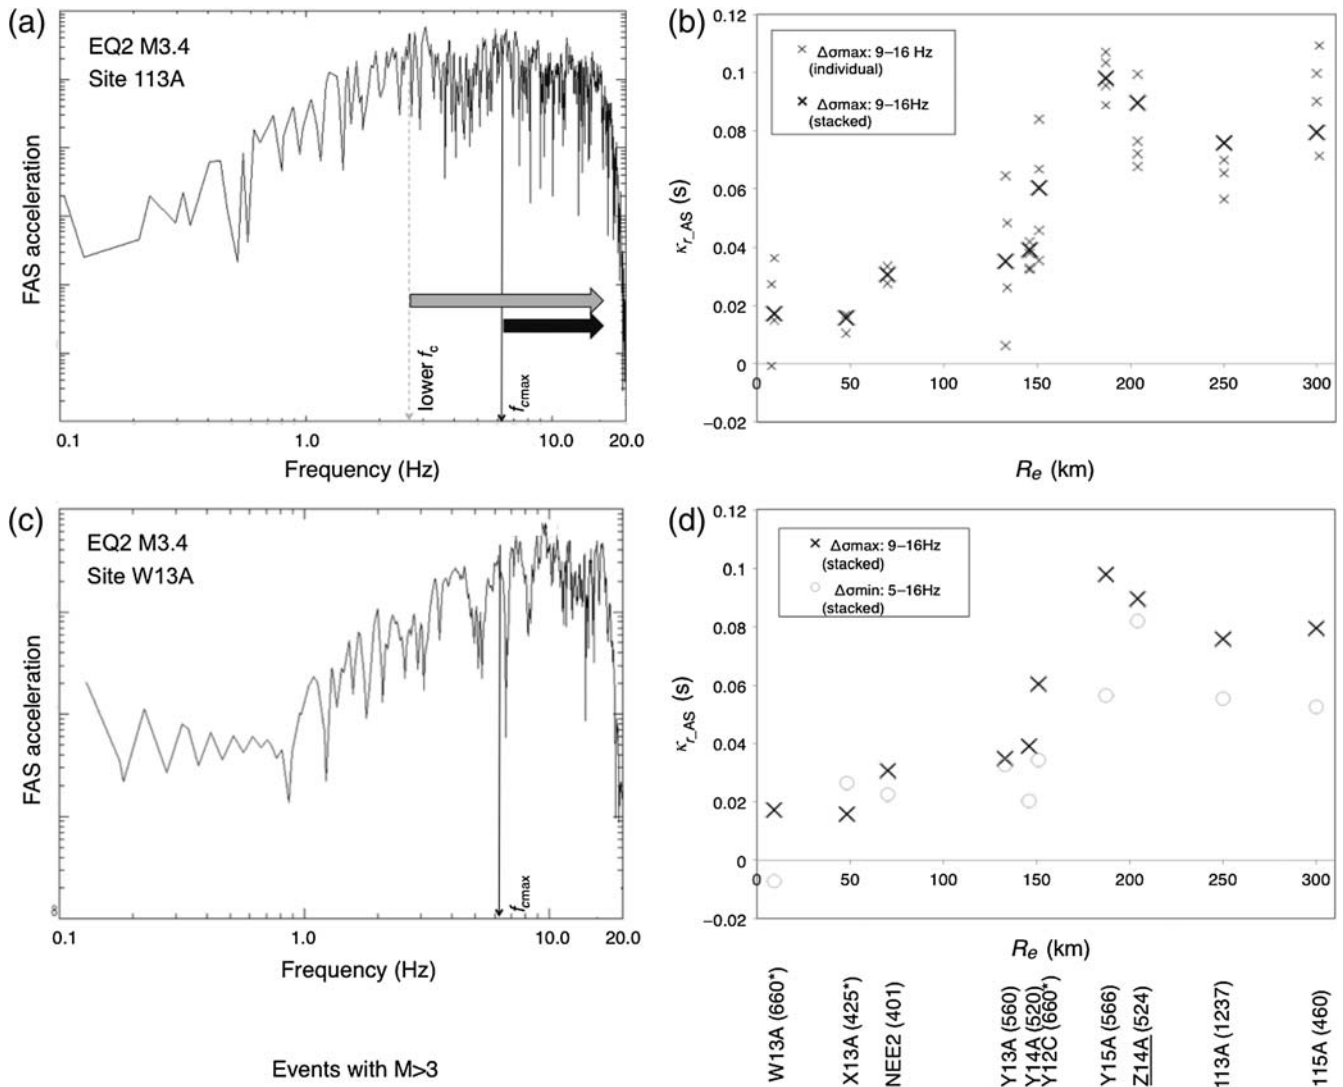 (a)
EQ2 M3.4
Site 113A
FAS acceleration
lower fc
fcmax
0.1
1.0
10.0
20.0
Frequency (Hz)
(b)
0.12
0.1
0.08
0.06
0.04
0.02
0
−0.02
κr_AS (s)
Δσmax: 9–16 Hz
(individual)
Δσmax: 9–16Hz
(stacked)
0
50
100
150
200
250
300
Re (km)
(c)
EQ2 M3.4
Site W13A
FAS acceleration
fcmax
0.1
1.0
10.0
20.0
Frequency (Hz)
Events with M>3
(d)
0.12
0.1
0.08
0.06
0.04
0.02
0
−0.02
κr_AS (s)
Δσmax: 9–16Hz
(stacked)
Δσmin: 5–16Hz
(stacked)
0
50
100
150
200
250
300
Re (km)
W13A (660*)
X13A (425*)
NEE2 (401)
Y13A (560)
Y14A (520)
Y12C (660*)
Y15A (566)
Z14A (524)
113A (1237)
115A (460)